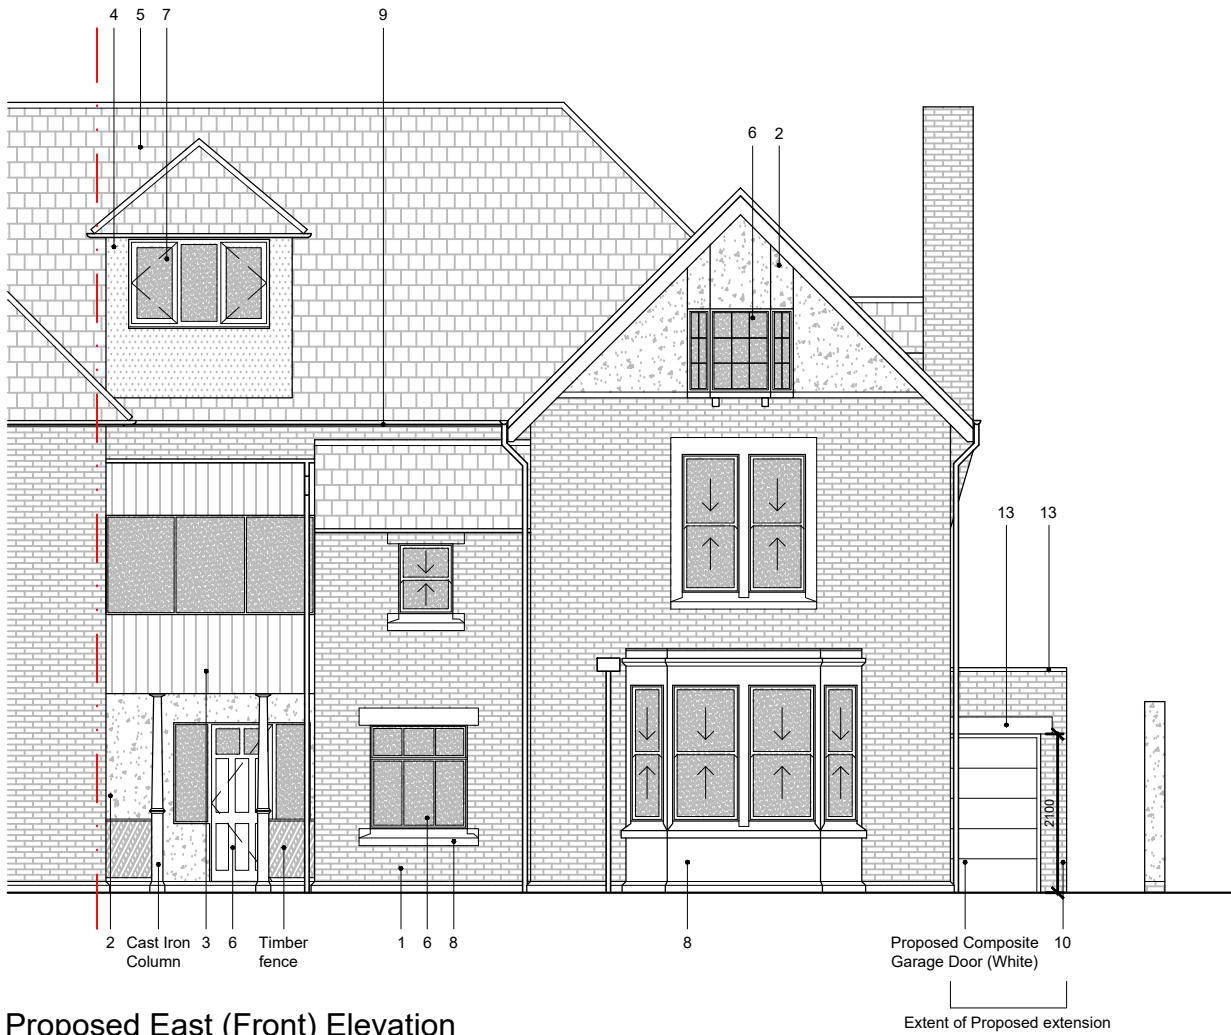 4 5 7 9
6 2
13 13
2100
2 Cast Iron Column 3 6 Timber fence 1 6 8 8 Proposed Composite Garage Door (White) 10
Proposed East (Front) Elevation
Extent of Proposed extension